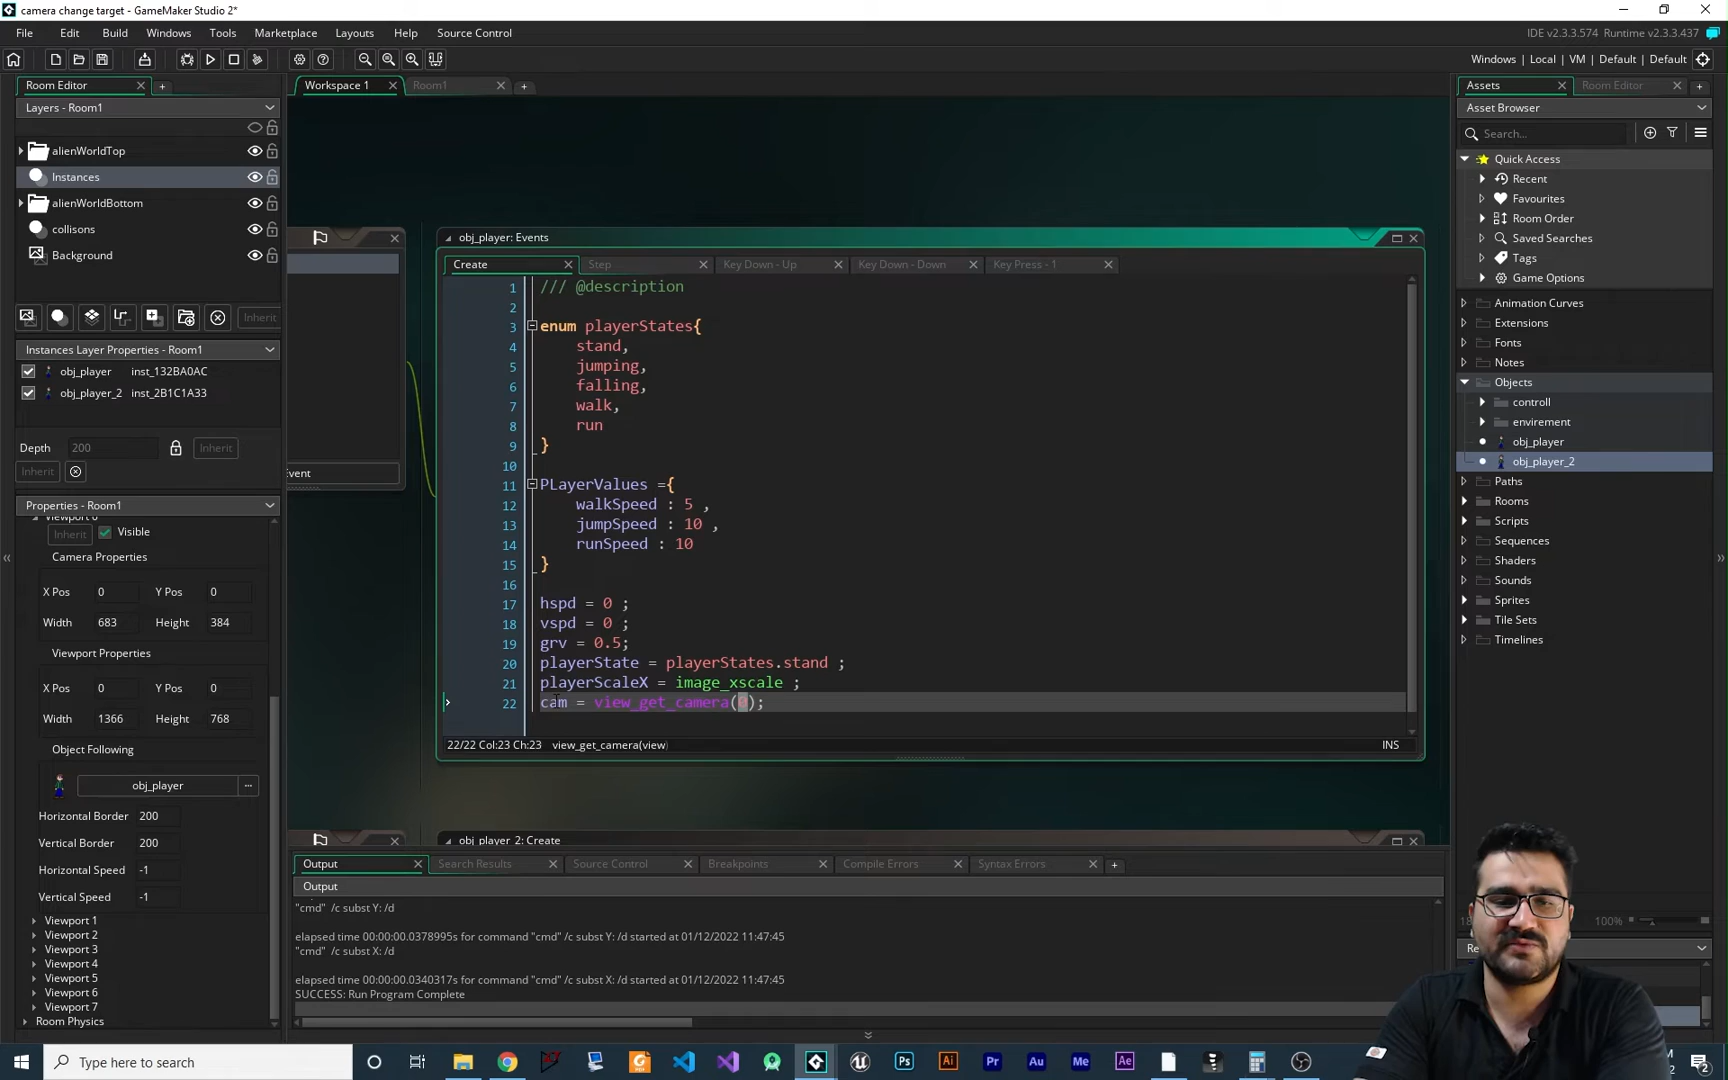 camera change target - GameMaker Studio 2*
File Edit Build Windows Tools Marketplace Layouts Help Source Control
IDE v2.3.3.574 Runtime v2.3.3.437
Windows | Local | VM | Default | Default
Room Editor
Layers - Room1
alienWorldTop
Instances
alienWorldBottom
collisons
Background
Inherit
Instances Layer Properties - Room1
obj_player inst_132BA0AC
obj_player_2 inst_2B1C1A33
Depth 200 Inherit
Inherit
Properties - Room1
Inherit Visible
Camera Properties
X Pos 0 Y Pos 0
Width 683 Height 384
Viewport Properties
X Pos 0 Y Pos 0
Width 1366 Height 768
Object Following
obj_player ...
Horizontal Border 200
Vertical Border 200
Horizontal Speed -1
Vertical Speed -1
Viewport 1
Viewport 2
Viewport 3
Viewport 4
Viewport 5
Viewport 6
Viewport 7
Room Physics
Workspace 1 Room1
vent
obj_player: Events
Create Step Key Down - Up Key Down - Down Key Press - 1
1 /// @description
2
3 enum playerStates{
4 stand,
5 jumping,
6 falling,
7 walk,
8 run
9 }
10
11 PLayerValues ={
12 walkSpeed : 5 ,
13 jumpSpeed : 10 ,
14 runSpeed : 10
15 }
16
17 hspd = 0 ;
18 vspd = 0 ;
19 grv = 0.5;
20 playerState = playerStates.stand ;
21 playerScaleX = image_xscale ;
22 cam = view_get_camera(0);
22/22 Col:23 Ch:23 view_get_camera(view) INS
obj_player_2: Create
Output Search Results Source Control Breakpoints Compile Errors Syntax Errors
Output
"cmd" /c subst Y: /d
elapsed time 00:00:00.0378995s for command "cmd" /c subst Y: /d started at 01/12/2022 11:47:45
"cmd" /c subst X: /d
elapsed time 00:00:00.0340317s for command "cmd" /c subst X: /d started at 01/12/2022 11:47:45
SUCCESS: Run Program Complete
Assets Room Editor
Asset Browser
Search...
Quick Access
Recent
Favourites
Room Order
Saved Searches
Tags
Game Options
Animation Curves
Extensions
Fonts
Notes
Objects
controll
envirement
obj_player
obj_player_2
Paths
Rooms
Scripts
Sequences
Shaders
Sounds
Sprites
Tile Sets
Timelines
100%
Type here to search
Ps Ai Pr Au Me Ae